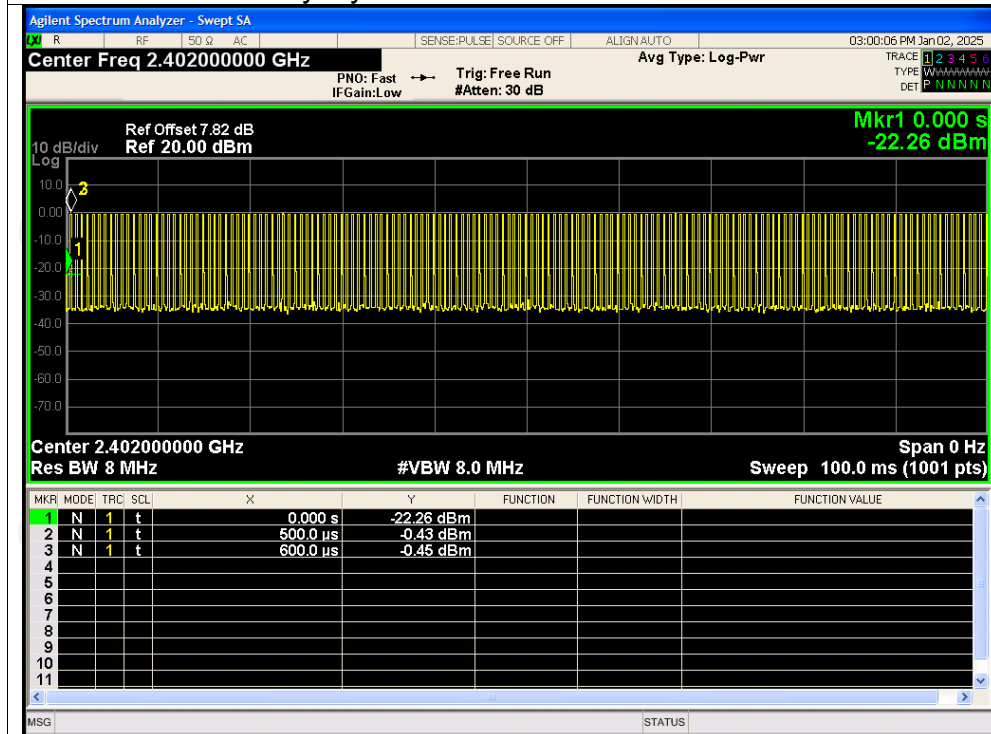 Agilent Spectrum Analyzer - Swept SA
LXI R RF 50 Ω AC SENSE:PULSE SOURCE OFF ALIGN AUTO 03:00:06 PM Jan 02, 2025
Center Freq 2.402000000 GHz
Avg Type: Log-Pwr
TRACE 1 2 3 4 5 6
PNO: Fast Trig: Free Run
TYPE WWWWWW
IFGain:Low #Atten: 30 dB
DET P N N N N N
Mkr1 0.000 s
Ref Offset 7.82 dB
10 dB/div Ref 20.00 dBm
-22.26 dBm
Log
10.0
0.00
-10.0
-20.0
-30.0
-40.0
-50.0
-60.0
-70.0
3
1
Center 2.402000000 GHz Span 0 Hz
Res BW 8 MHz #VBW 8.0 MHz Sweep 100.0 ms (1001 pts)
MKR MODE TRC SCL X Y FUNCTION FUNCTION WIDTH FUNCTION VALUE
1 N 1 t 0.000 s -22.26 dBm
2 N 1 t 500.0 µs -0.43 dBm
3 N 1 t 600.0 µs -0.45 dBm
4
5
6
7
8
9
10
11
MSG STATUS